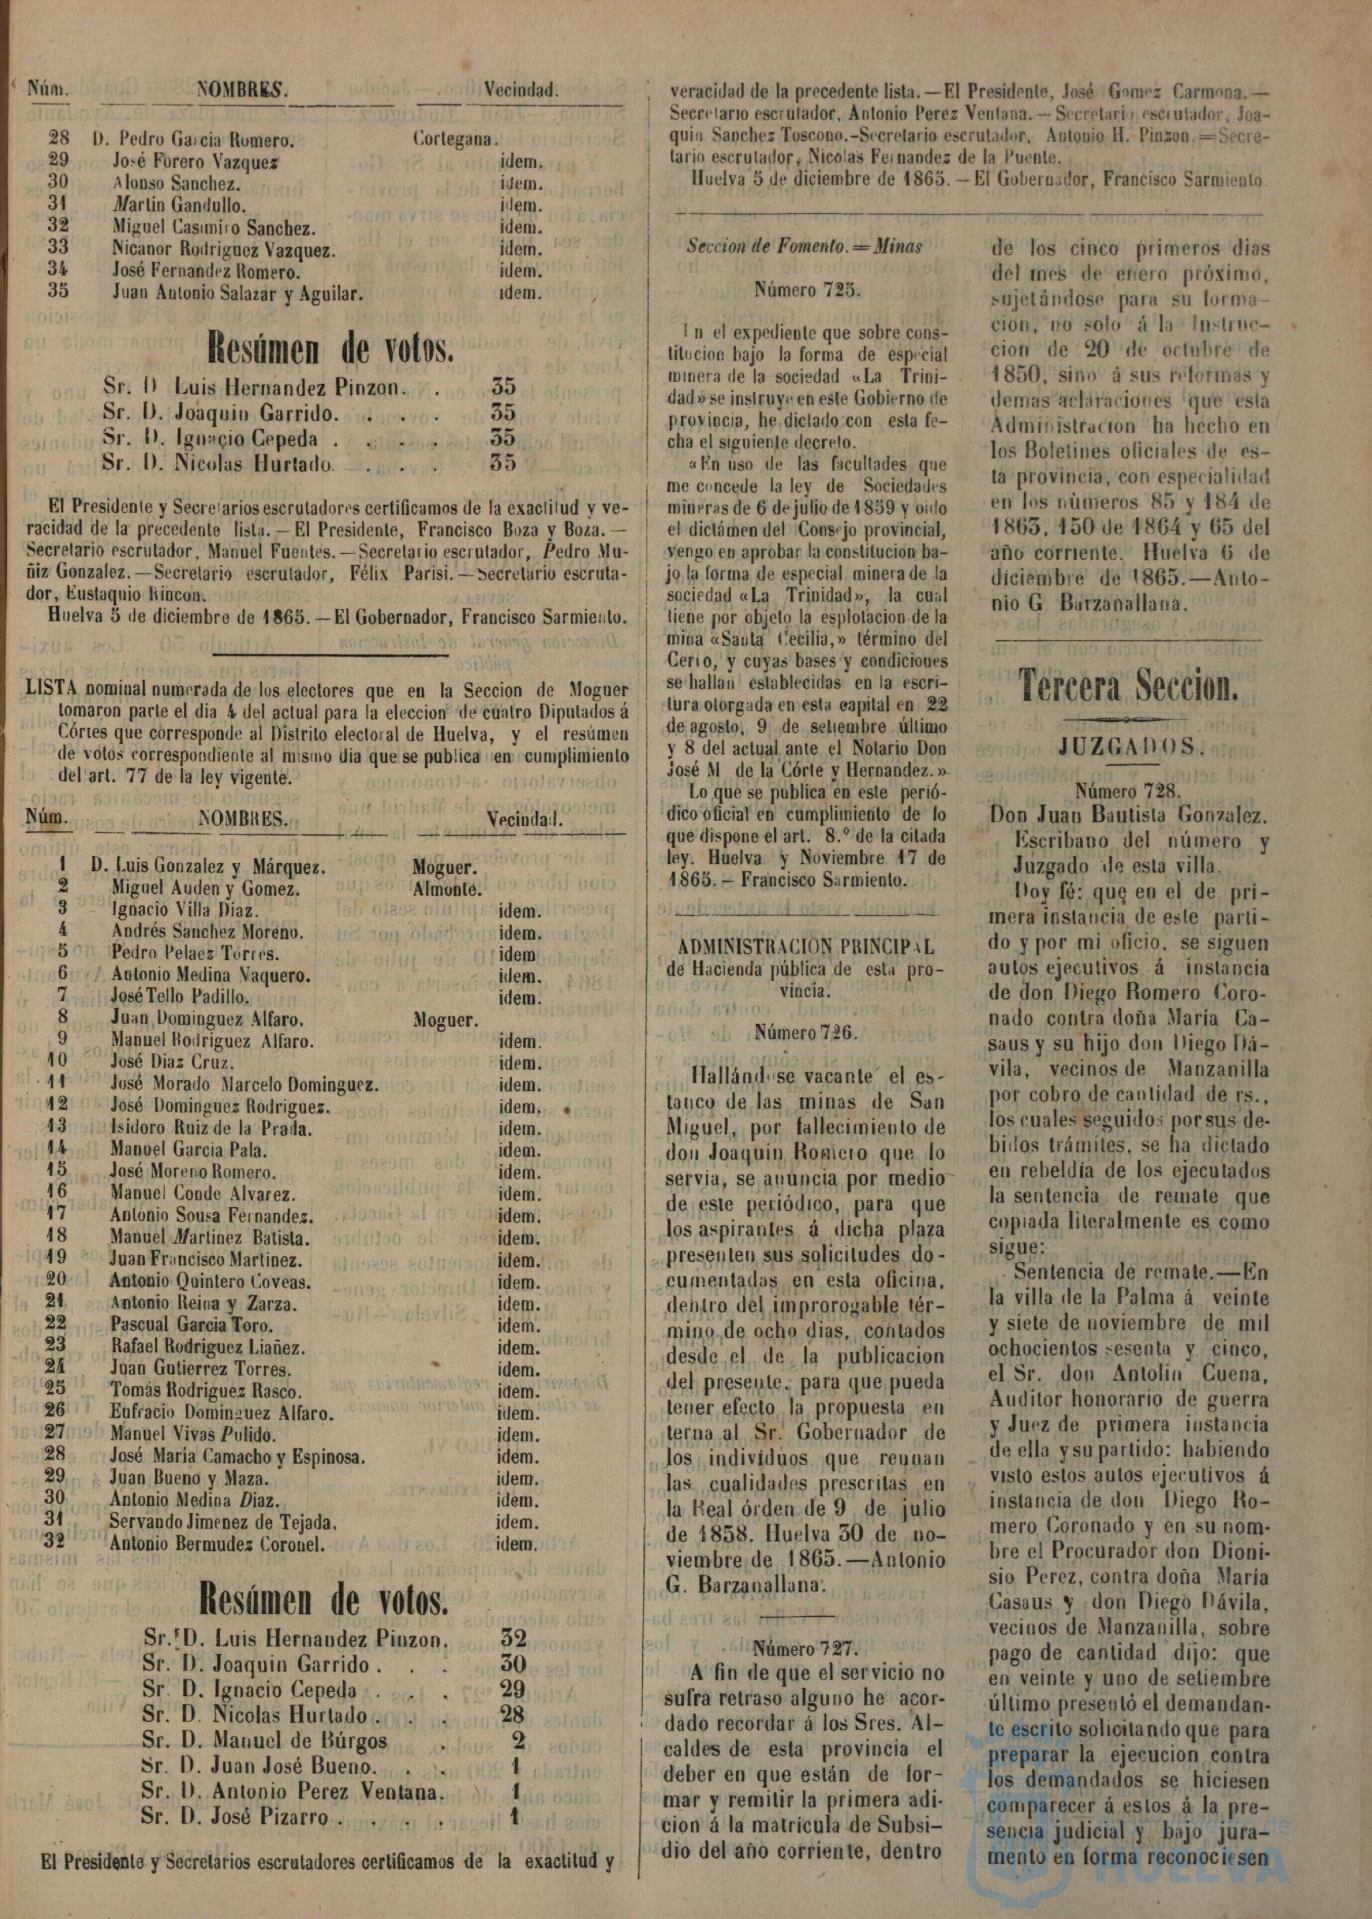 Núm. NOMBRES. Vecindad.
28 D. Pedro Garcia Romero. Cortegana.
29 José Forero Vazquez idem.
30 Alonso Sanchez. idem.
31 Martin Gandullo. idem.
32 Miguel Casimiro Sanchez. idem.
33 Nicanor Rodriguez Vazquez. idem.
34 José Fernandez Romero. idem.
35 Juan Antonio Salazar y Aguilar. idem.
Resúmen de votos.
Sr. D Luis Hernandez Pinzon. . 35
Sr. D. Joaquin Garrido. . . . 35
Sr. D. Ignacio Cepeda . . . . 35
Sr. D. Nicolas Hurtado. . . . 35
El Presidente y Secretarios escrutadores certificamos de la exactitud y ve-
racidad de la precedente lista.—El Presidente, Francisco Boza y Boza.—
Secretario escrutador, Manuel Fuentes.—Secretario escrutador, Pedro Mu-
ñiz Gonzalez.—Secretario escrutador, Félix Parisi.—Secretario escruta-
dor, Eustaquio Rincon.
Huelva 5 de diciembre de 1865.—El Gobernador, Francisco Sarmiento.
LISTA nominal numerada de los electores que en la Seccion de Moguer
tomaron parte el dia 4 del actual para la eleccion de cuatro Diputados á
Córtes que corresponde al Distrito electoral de Huelva, y el resúmen
de votos correspondiente al mismo dia que se publica en cumplimiento
del art. 77 de la ley vigente.
Núm. NOMBRES. Vecindad.
1 D. Luis Gonzalez y Márquez. Moguer.
2 Miguel Auden y Gomez. Almonte.
3 Ignacio Villa Diaz. idem.
4 Andrés Sanchez Moreno. idem.
5 Pedro Pelaez Torres. idem
6 Antonio Medina Vaquero. idem.
7 José Tello Padillo. idem.
8 Juan Dominguez Alfaro. Moguer.
9 Manuel Rodriguez Alfaro. idem.
10 José Diaz Cruz. idem.
11 José Morado Marcelo Dominguez. idem.
12 José Dominguez Rodriguez. idem.
13 Isidoro Ruiz de la Prada. idem.
14 Manuel Garcia Pala. idem.
15 José Moreno Romero. idem.
16 Manuel Conde Alvarez. idem.
17 Antonio Sousa Fernandez. idem.
18 Manuel Martinez Batista. idem.
19 Juan Francisco Martinez. idem.
20 Antonio Quintero Coveas. idem.
21 Antonio Reina y Zarza. idem.
22 Pascual Garcia Toro. idem.
23 Rafael Rodriguez Liañez. idem.
24 Juan Gutierrez Torres. idem.
25 Tomás Rodriguez Rasco. idem.
26 Eufracio Dominguez Alfaro. idem.
27 Manuel Vivas Pulido. idem.
28 José María Camacho y Espinosa. idem.
29 Juan Bueno y Maza. idem.
30 Antonio Medina Diaz. idem.
31 Servando Jimenez de Tejada. idem.
32 Antonio Bermudez Coronel. idem.
Resúmen de votos.
Sr. D. Luis Hernandez Pinzon. 32
Sr. D. Joaquin Garrido . . . 30
Sr. D. Ignacio Cepeda . . . 29
Sr. D. Nicolas Hurtado . . . 28
Sr. D. Manuel de Búrgos . 2
Sr. D. Juan José Bueno. . . 1
Sr. D. Antonio Perez Ventana. 1
Sr. D. José Pizarro . . . . 1
El Presidente y Secretarios escrutadores certificamos de la exactitud y
veracidad de la precedente lista.—El Presidente, José Gomez Carmona.—
Secretario escrutador, Antonio Perez Ventana.—Secretario escrutador, Joa-
quin Sanchez Toscono.-Secretario escrutador, Antonio H. Pinzon.=Secre-
tario escrutador, Nicolas Fernandez de la Puente.
Huelva 5 de diciembre de 1865.—El Gobernador, Francisco Sarmiento.
Seccion de Fomento.=Minas
Número 725.
En el expediente que sobre cons-
titucion bajo la forma de especial
minera de la sociedad «La Trini-
dad» se instruye en este Gobierno de
provincia, he dictado con esta fe-
cha el siguiente decreto.
«En uso de las facultades que
me concede la ley de Sociedades
mineras de 6 de julio de 1859 y oido
el dictámen del Consejo provincial,
vengo en aprobar la constitucion ba-
jo la forma de especial minera de la
sociedad «La Trinidad», la cual
tiene por objeto la esplotacion de la
mina «Santa Cecilia,» término del
Cerro, y cuyas bases y condiciones
se hallan establecidas en la escri-
tura otorgada en esta capital en 22
de agosto, 9 de setiembre último
y 8 del actual ante el Notario Don
José M de la Córte y Hernandez.»
Lo que se publica en este perió-
dico oficial en cumplimiento de lo
que dispone el art. 8.º de la citada
ley. Huelva y Noviembre 17 de
1865.—Francisco Sarmiento.
ADMINISTRACION PRINCIPAL
de Hacienda pública de esta pro-
vincia.
Número 726.
Hallándose vacante el es-
tanco de las minas de San
Miguel, por fallecimiento de
don Joaquin Romero que lo
servia, se anuncia por medio
de este periódico, para que
los aspirantes á dicha plaza
presenten sus solicitudes do-
cumentadas en esta oficina,
dentro del improrogable tér-
mino de ocho dias, contados
desde el de la publicacion
del presente, para que pueda
tener efecto la propuesta en
terna al Sr. Gobernador de
los individuos que reunan
las cualidades prescritas en
la Real órden de 9 de julio
de 1858. Huelva 30 de no-
viembre de 1865.—Antonio
G. Barzanallana.
Número 727.
A fin de que el servicio no
sufra retraso alguno he acor-
dado recordar á los Sres. Al-
caldes de esta provincia el
deber en que están de for-
mar y remitir la primera adi-
cion á la matricula de Subsi-
dio del año corriente, dentro
de los cinco primeros dias
del mes de enero próximo,
sujetándose para su forma-
cion, no solo á la Instruc-
cion de 20 de octubre de
1850, sino á sus reformas y
demas aclaraciones que esta
Administracion ha hecho en
los Boletines oficiales de es-
ta provincia, con especialidad
en los números 85 y 184 de
1863, 150 de 1864 y 65 del
año corriente. Huelva 6 de
diciembre de 1865.—Anto-
nio G Barzanallana.
Tercera Seccion.
JUZGADOS.
Número 728.
Don Juan Bautista Gonzalez.
Escribano del número y
Juzgado de esta villa.
Doy fé: que en el de pri-
mera instancia de este parti-
do y por mi oficio, se siguen
autos ejecutivos á instancia
de don Diego Romero Coro-
nado contra doña María Ca-
saus y su hijo don Diego Dá-
vila, vecinos de Manzanilla
por cobro de cantidad de rs.,
los cuales seguidos por sus de-
bidos trámites, se ha dictado
en rebeldía de los ejecutados
la sentencia de remate que
copiada literalmente es como
sigue:
Sentencia de remate.—En
la villa de la Palma á veinte
y siete de noviembre de mil
ochocientos sesenta y cinco,
el Sr. don Antolin Cuena,
Auditor honorario de guerra
y Juez de primera instancia
de ella y su partido: habiendo
visto estos autos ejecutivos á
instancia de don Diego Ro-
mero Coronado y en su nom-
bre el Procurador don Dioni-
sio Perez, contra doña María
Casaus y don Diego Dávila,
vecinos de Manzanilla, sobre
pago de cantidad dijo: que
en veinte y uno de setiembre
último presentó el demandan-
te escrito solicitando que para
preparar la ejecucion contra
los demandados se hiciesen
comparecer á estos á la pre-
sencia judicial y bajo jura-
mento en forma reconociesen
HUELVA